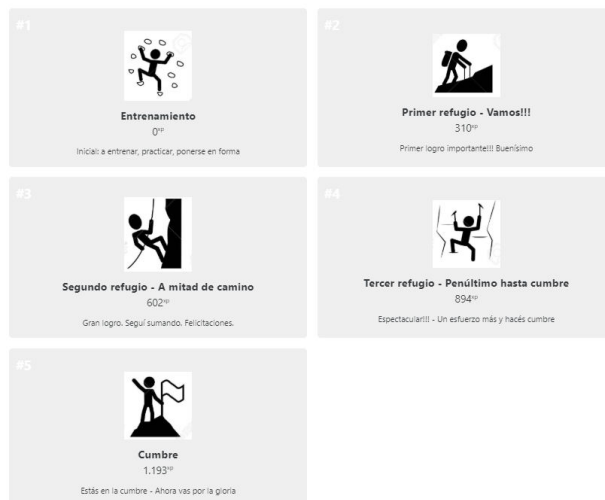 #1
Entrenamiento
0xp
Inicial: a entrenar, practicar, ponerse en forma
#2
Primer refugio - Vamos!!!
310xp
Primer logro importante!!! Buenísimo
#3
Segundo refugio - A mitad de camino
602xp
Gran logro. Seguí sumando. Felicitaciones.
#4
Tercer refugio - Penúltimo hasta cumbre
894xp
Espectacular!!! - Un esfuerzo más y hacés cumbre
#5
Cumbre
1.193xp
Estás en la cumbre - Ahora vas por la gloria